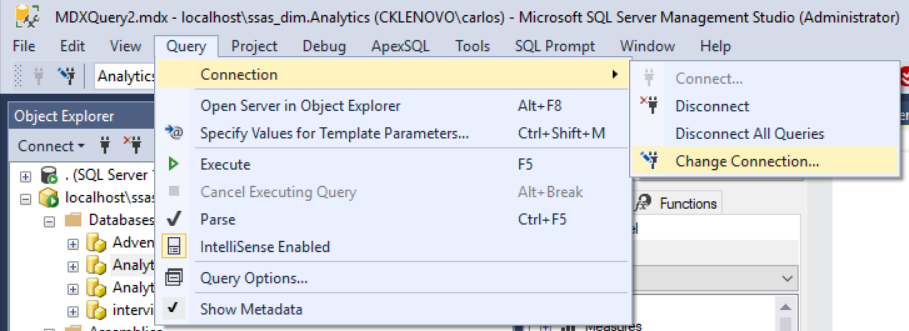 MDXQuery2.mdx - localhost\ssas_dim.Analytics (CKLENOVO\carlos) - Microsoft SQL Server Management Studio (Administrator)
File Edit View Query Project Debug ApexSQL Tools SQL Prompt Window Help
Analytics
Connection
Connect...
Object Explorer
Open Server in Object Explorer Alt+F8
Disconnect
Connect
Specify Values for Template Parameters... Ctrl+Shift+M
Disconnect All Queries
. (SQL Server
Execute F5
Change Connection...
localhost\ssas
Cancel Executing Query Alt+Break
Functions
Databases
Parse Ctrl+F5
Adven
IntelliSense Enabled
Analyt
Query Options...
Analyt
Show Metadata
intervi
Measures
Assemblies